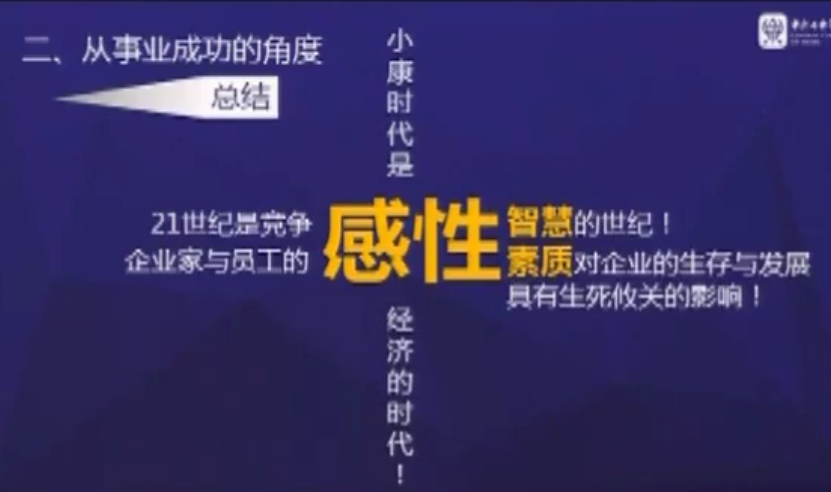 二、从事业成功的角度
总结
小康时代是
21世纪是竞争
企业家与员工的
感性
智慧的世纪！
素质对企业的生存与发展
具有生死攸关的影响！
经济的时代！